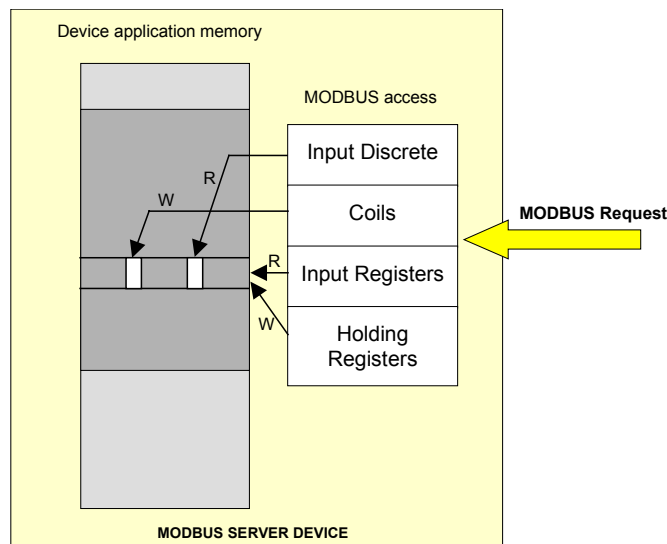 Device application memory
MODBUS access
Input Discrete
R
W
Coils
MODBUS Request
R
Input Registers
W
Holding
Registers
MODBUS SERVER DEVICE